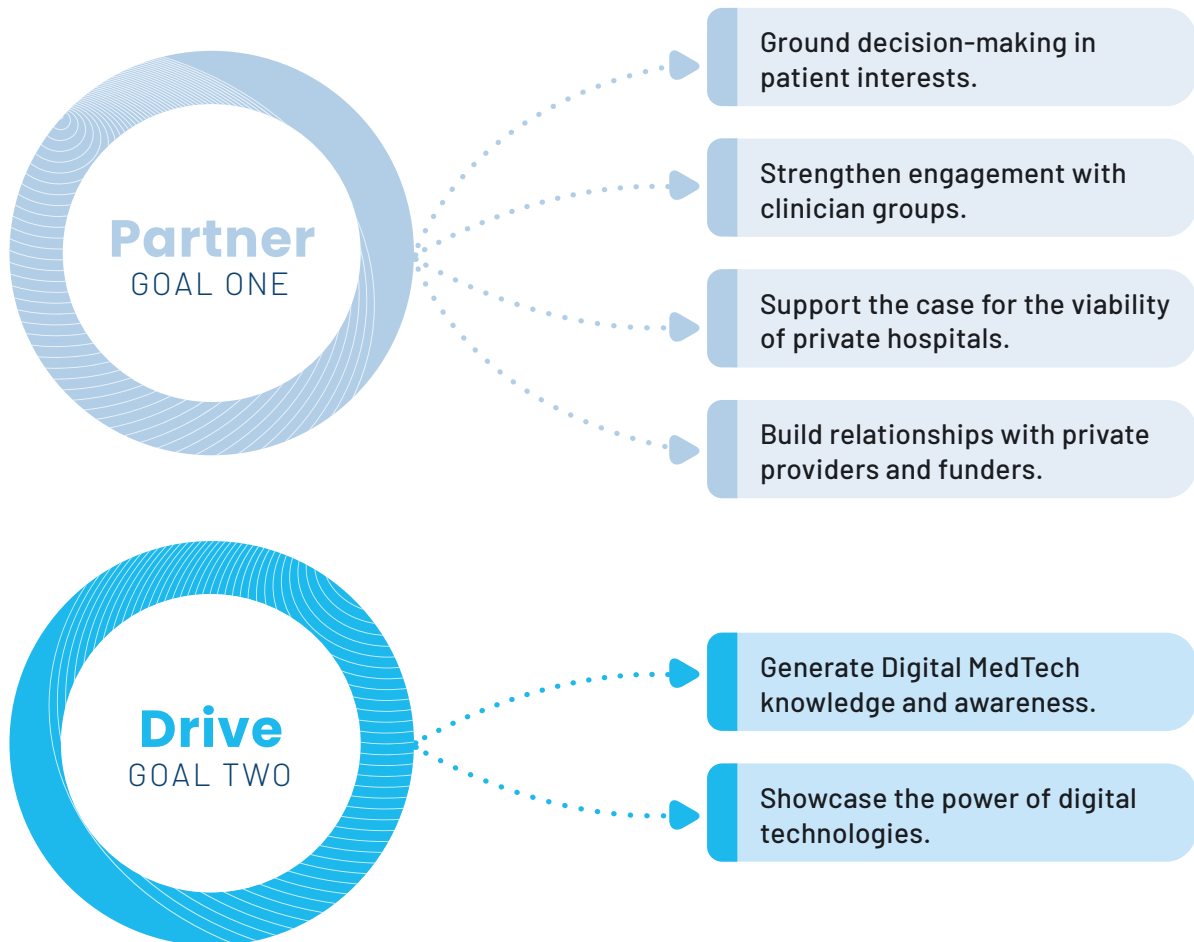 Partner
GOAL ONE
Ground decision-making in
patient interests.
Strengthen engagement with
clinician groups.
Support the case for the viability
of private hospitals.
Build relationships with private
providers and funders.
Drive
GOAL TWO
Generate Digital MedTech
knowledge and awareness.
Showcase the power of digital
technologies.